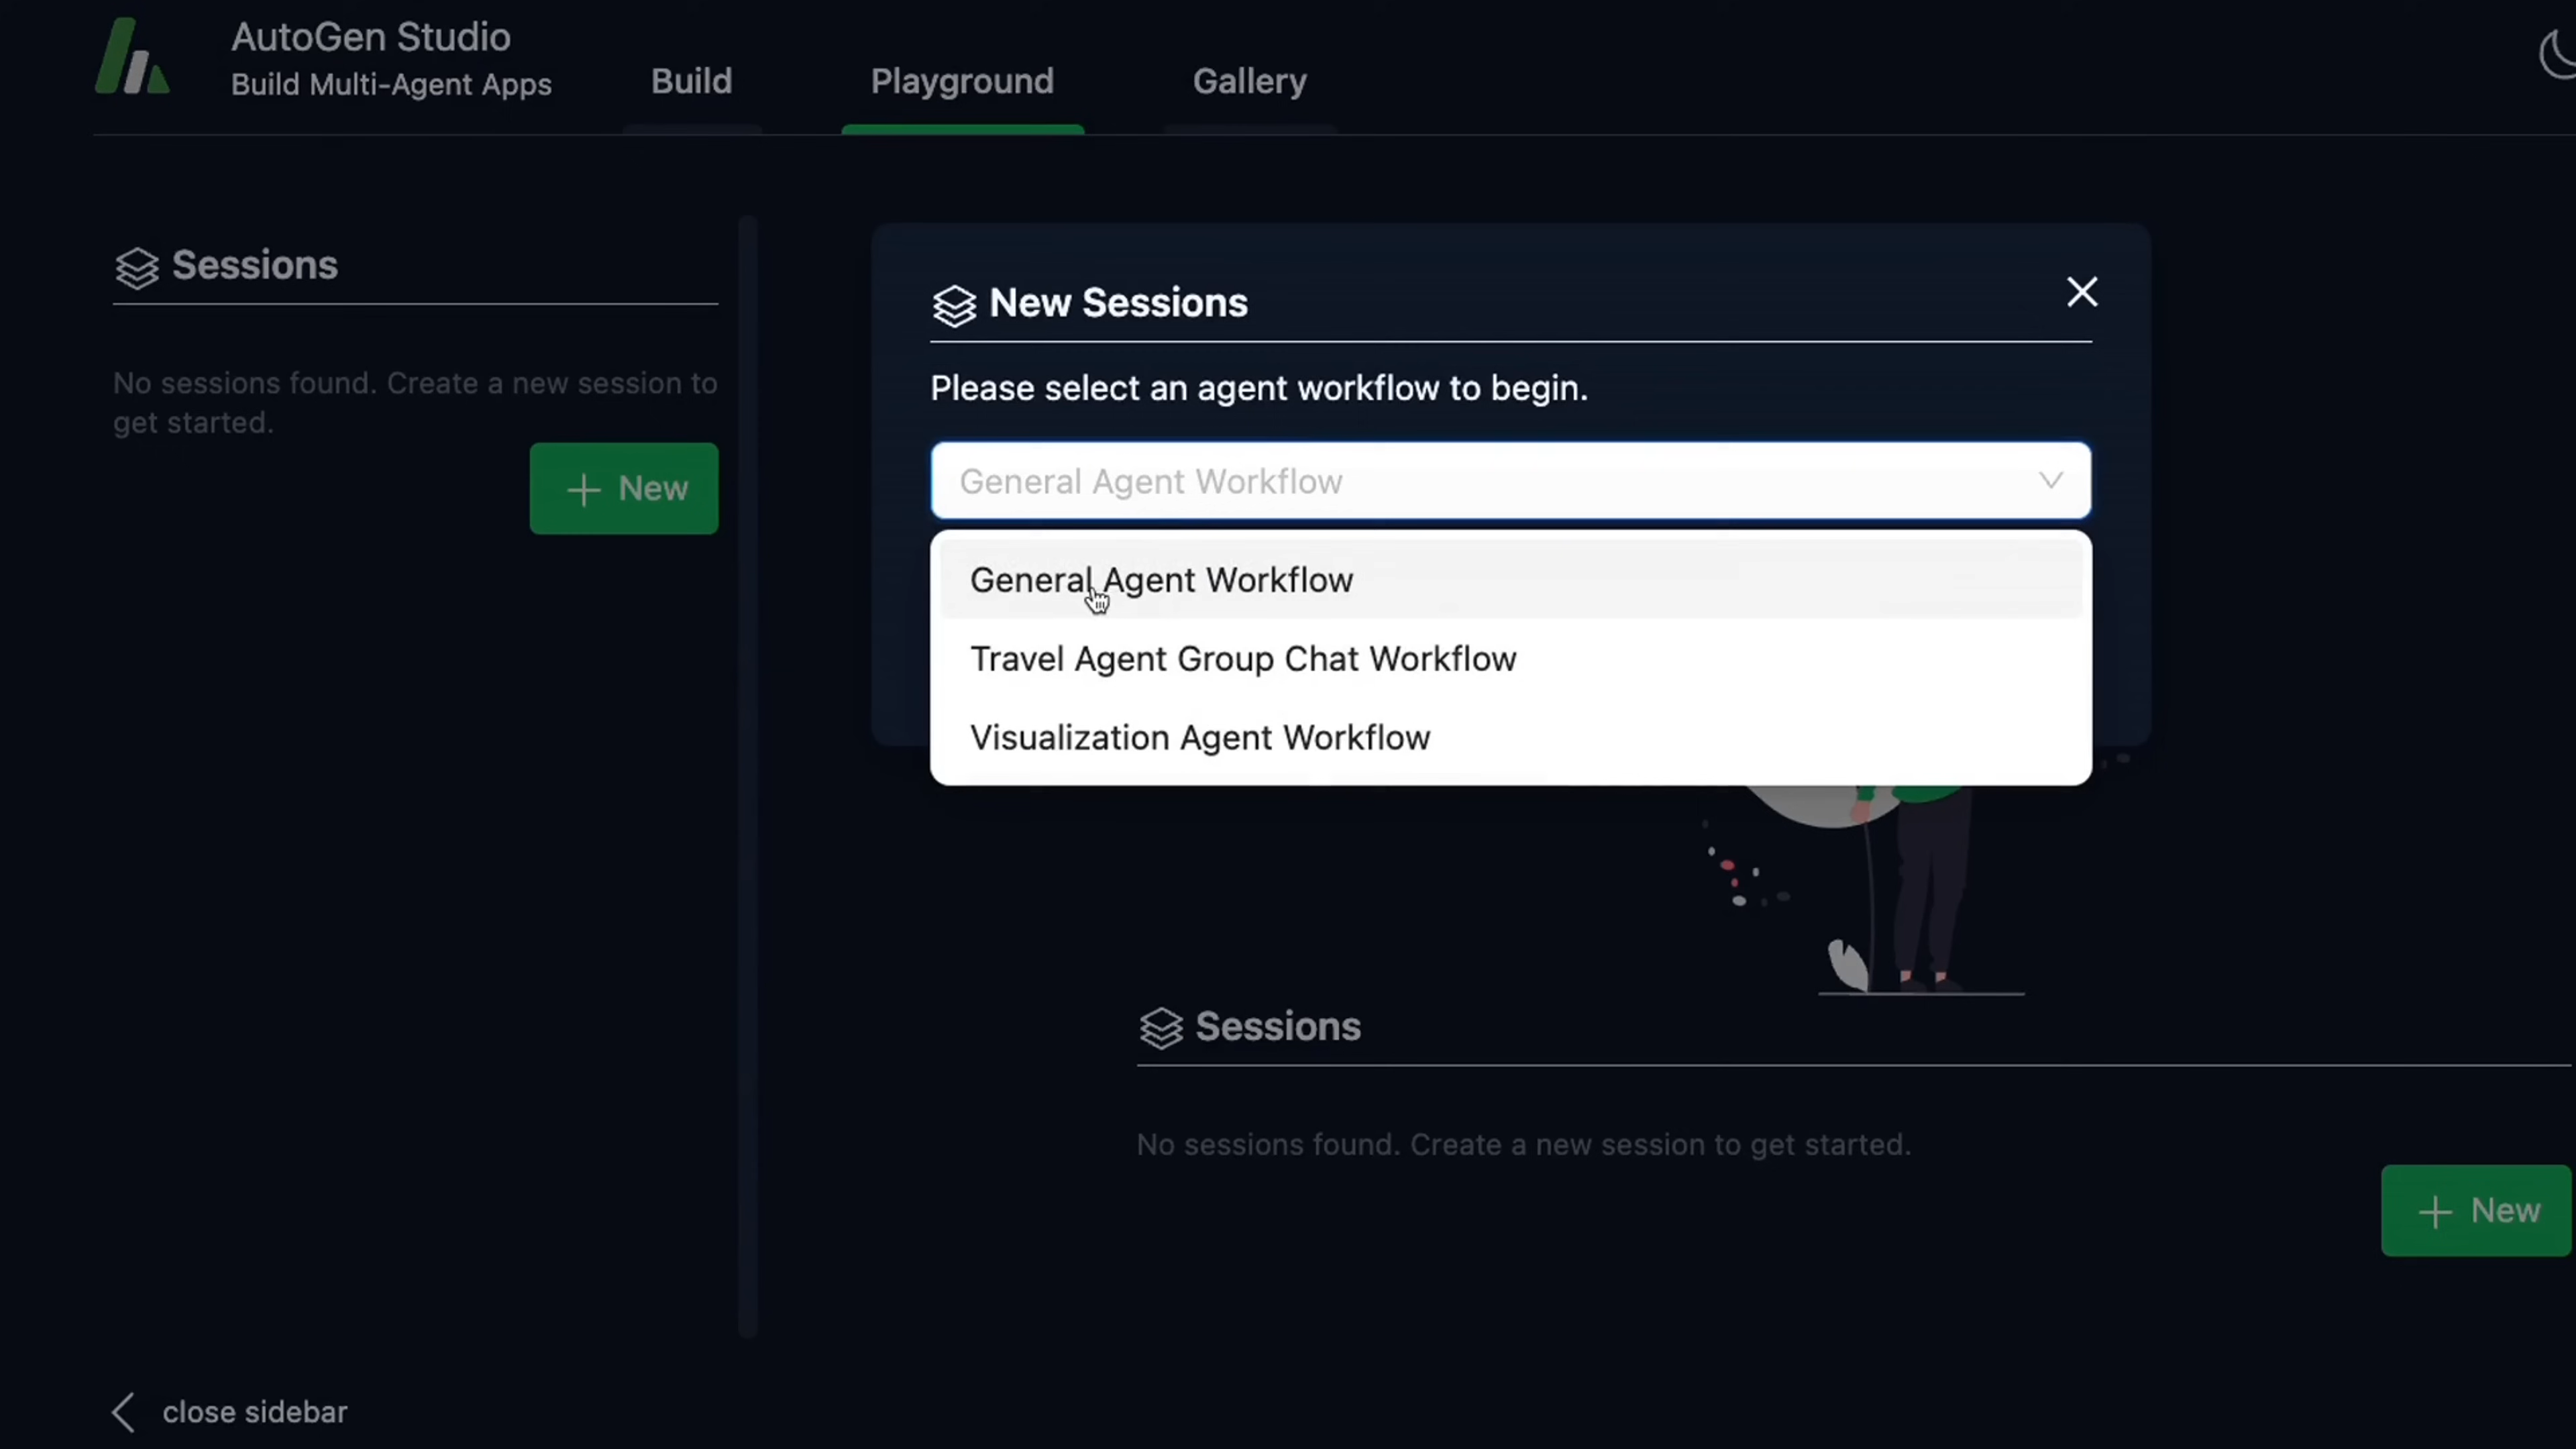 AutoGen Studio
Build Multi-Agent Apps
Build
Playground
Gallery
Sessions
No sessions found. Create a new session to
get started.
New
New Sessions
Please select an agent workflow to begin.
General Agent Workflow
General Agent Workflow
Travel Agent Group Chat Workflow
Visualization Agent Workflow
Sessions
No sessions found. Create a new session to get started.
New
close sidebar